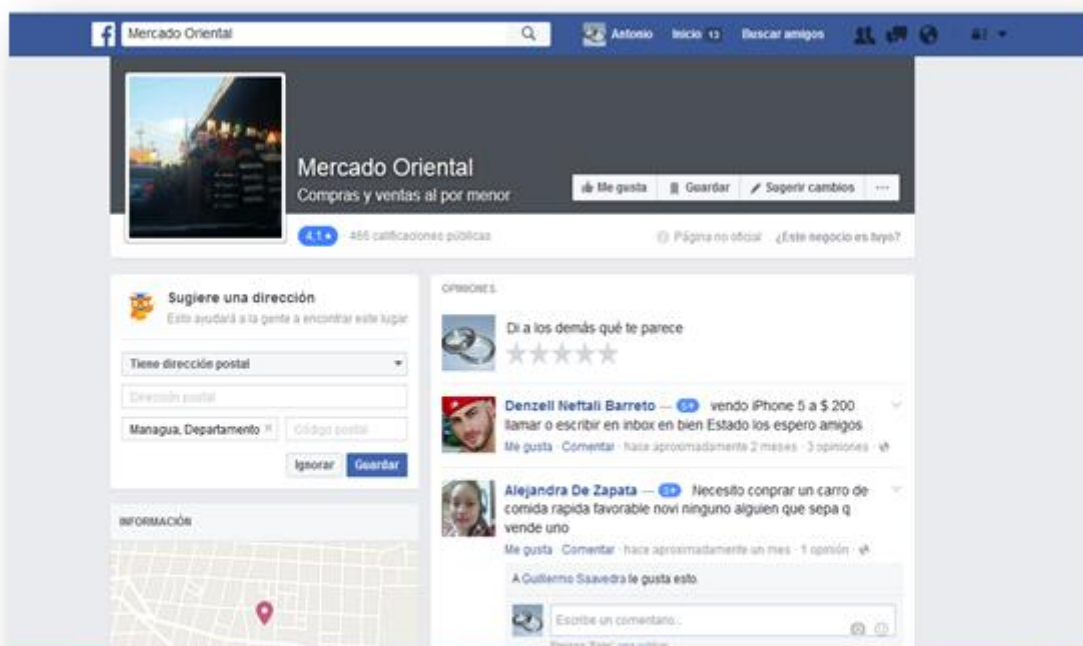 f
Mercado Oriental
Antonio
Inicio 13
Buscar amigos
Mercado Oriental
Compras y ventas al por menor
Me gusta
Guardar
Sugerir cambios
...
4,1 ★
calificaciones públicas
Página no oficial
¿Este negocio es tuyo?
Sugiere una dirección
Esto ayudará a la gente a encontrar este lugar
Tiene dirección postal
Dirección postal
Managua, Departamento ×
Código postal
Ignorar
Guardar
INFORMACIÓN
OPINIONES
Di a los demás qué te parece
Denzell Neftali Barreto — 5★ vendo iPhone 5 a $ 200
llamar o escribir en inbox en bien Estado los espero amigos
Me gusta · Comentar · hace aproximadamente 2 meses · 3 opiniones ·
Alejandra De Zapata — Necesito conprar un carro de
comida rapida favorable novi ninguno alguien que sepa q
vende uno
Me gusta · Comentar · hace aproximadamente un mes · 1 opinión ·
A Guillermo Saavedra le gusta esto.
Escribe un comentario...